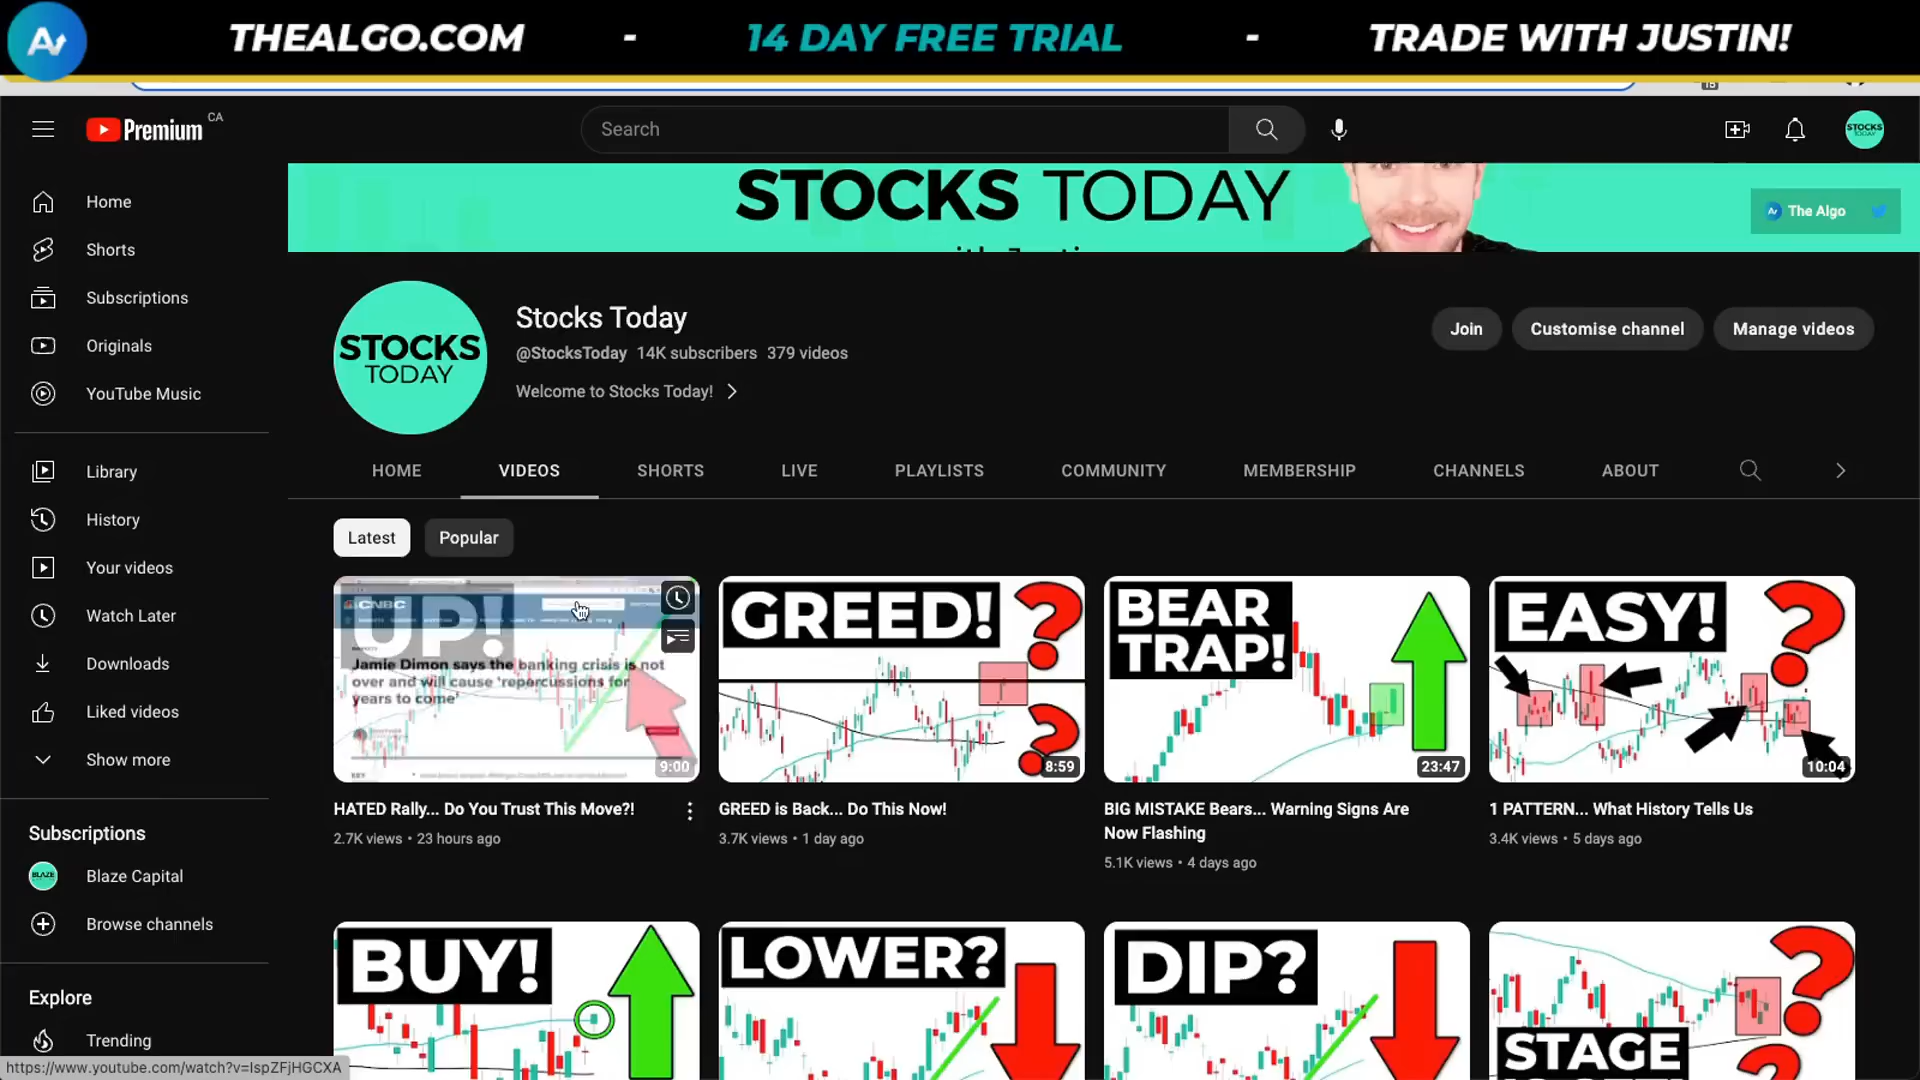 THEALGO.COM - 14 DAY FREE TRIAL - TRADE WITH JUSTIN!
15
Premium CA
Search
STOCKS TODAY
Home
STOCKS TODAY
The Algo
Shorts
Subscriptions
Originals
YouTube Music
STOCKS
TODAY
Stocks Today
@StocksToday 14K subscribers 379 videos
Welcome to Stocks Today!
Join
Customise channel
Manage videos
HOME
VIDEOS
SHORTS
LIVE
PLAYLISTS
COMMUNITY
MEMBERSHIP
CHANNELS
ABOUT
Library
History
Your videos
Watch Later
Downloads
Liked videos
Show more
Latest
Popular
CNBC
UP!
Jamie Dimon says the banking crisis is not
over and will cause 'repercussions for
years to come'
9:00
HATED Rally... Do You Trust This Move?!
2.7K views • 23 hours ago
GREED!
8:59
GREED is Back... Do This Now!
3.7K views • 1 day ago
BEAR
TRAP!
23:47
BIG MISTAKE Bears... Warning Signs Are
Now Flashing
5.1K views • 4 days ago
EASY!
10:04
1 PATTERN... What History Tells Us
3.4K views • 5 days ago
Subscriptions
BLAZE
Blaze Capital
Browse channels
Explore
Trending
BUY!
LOWER?
DIP?
STAGE
https://www.youtube.com/watch?v=IspZFjHGCXA